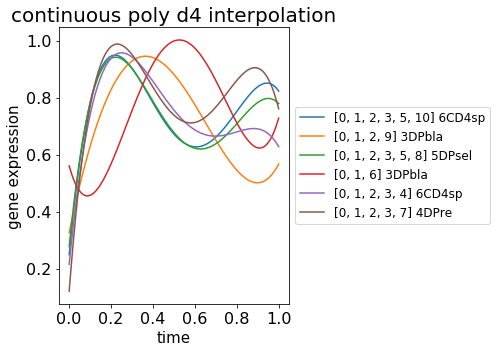 continuous poly d4 interpolation
gene expression
1.0
0.8
0.6
0.4
0.2
0.0 0.2 0.4 0.6 0.8 1.0
time
[0, 1, 2, 3, 5, 10] 6CD4sp
[0, 1, 2, 9] 3DPbla
[0, 1, 2, 3, 5, 8] 5DPsel
[0, 1, 6] 3DPbla
[0, 1, 2, 3, 4] 6CD4sp
[0, 1, 2, 3, 7] 4DPre